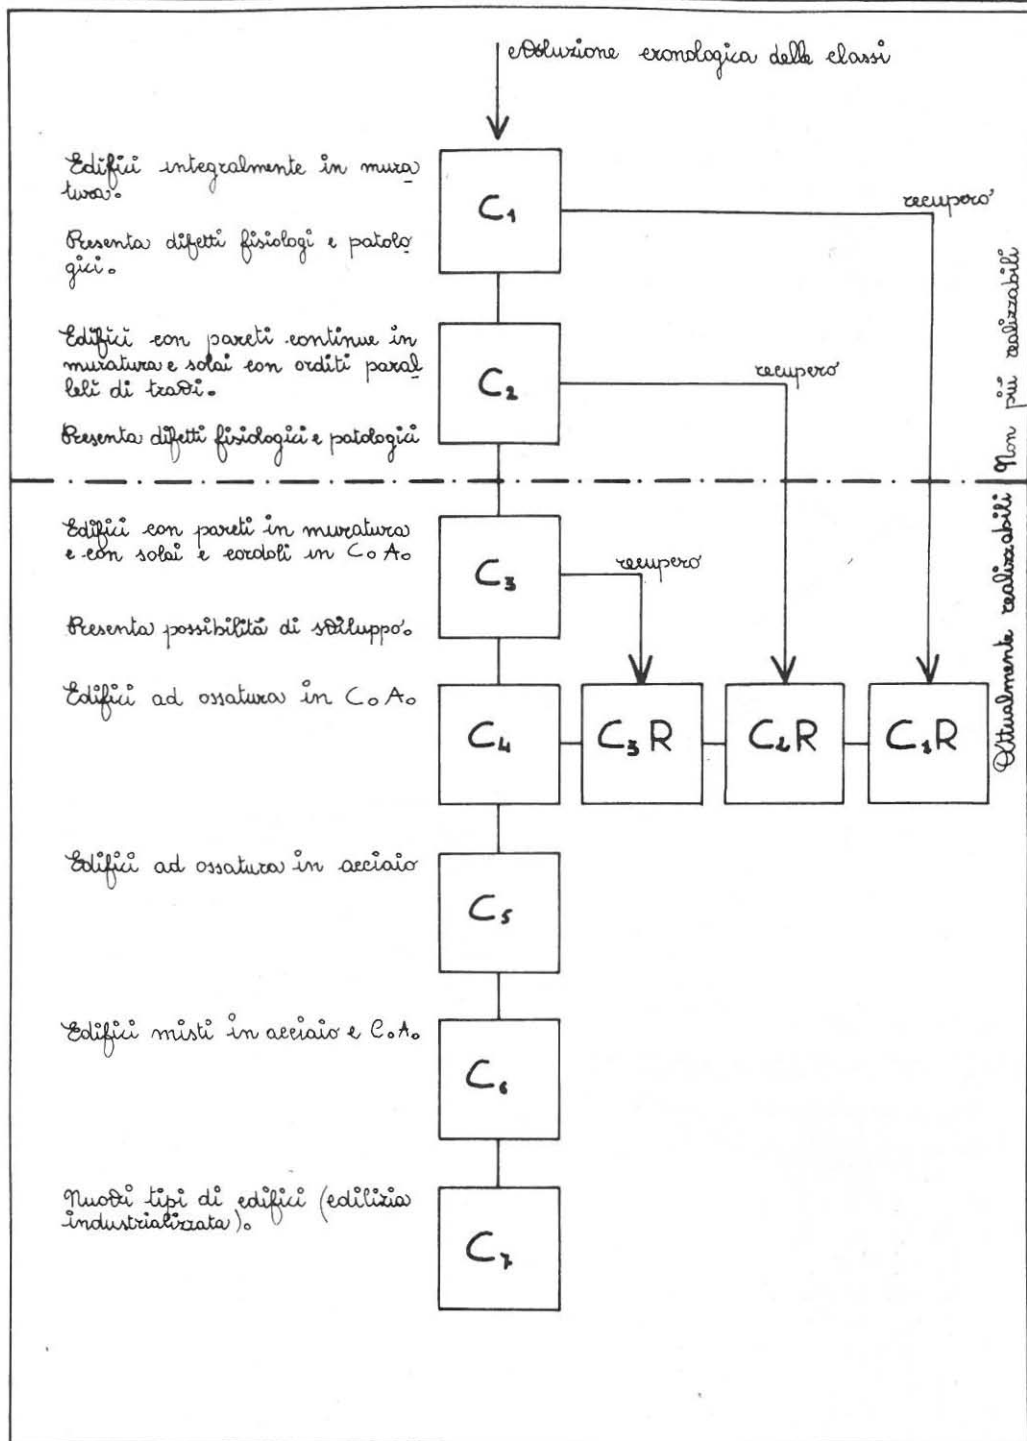 evoluzione cronologica delle classi
Edifici integralmente in mura
tura.
C1
recupero
Presenta difetti fisiologi e patolo
gici.
Edifici con pareti continue in
muratura e solai con orditi paral
leli di travi.
C2
recupero
Presenta difetti fisiologici e patologici
Non più realizzabili
Edifici con pareti in muratura
e con solai e cordoli in C.A.
C3
recupero
Presenta possibilità di sviluppo.
Attualmente realizzabili
Edifici ad ossatura in C.A.
C4
C3R
C2R
C1R
Edifici ad ossatura in acciaio
C5
Edifici misti in acciaio e C.A.
C6
Nuovi tipi di edifici (edilizia
industrializzata).
C7